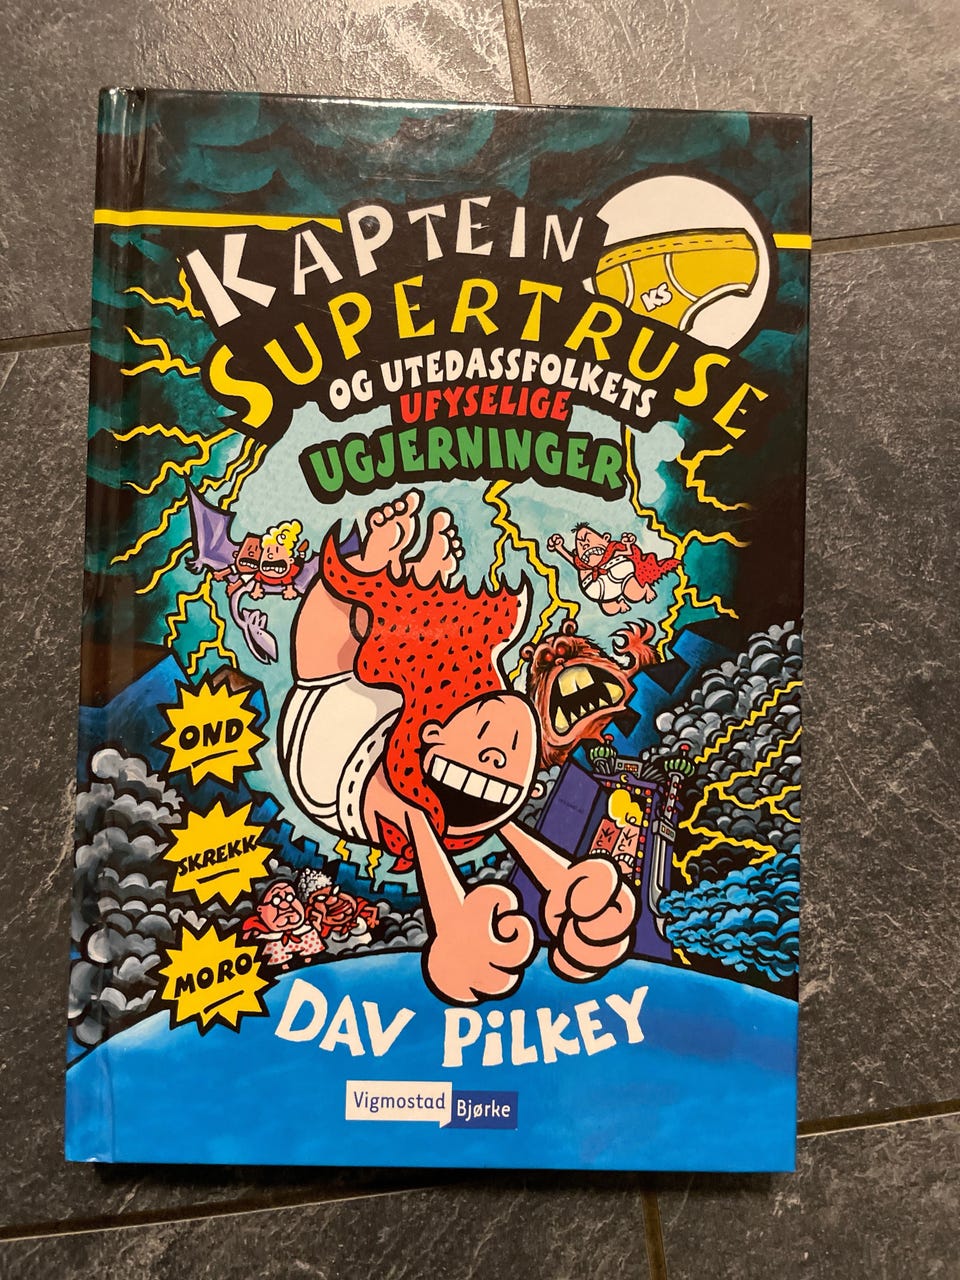 KAPTEIN
SUPERTRUSE
KS
OG UTEDASSFOLKETS
UFYSELIGE
UGJERNINGER
OND
SKREKK
MORO
DAV PiLKEY
Vigmostad Bjørke